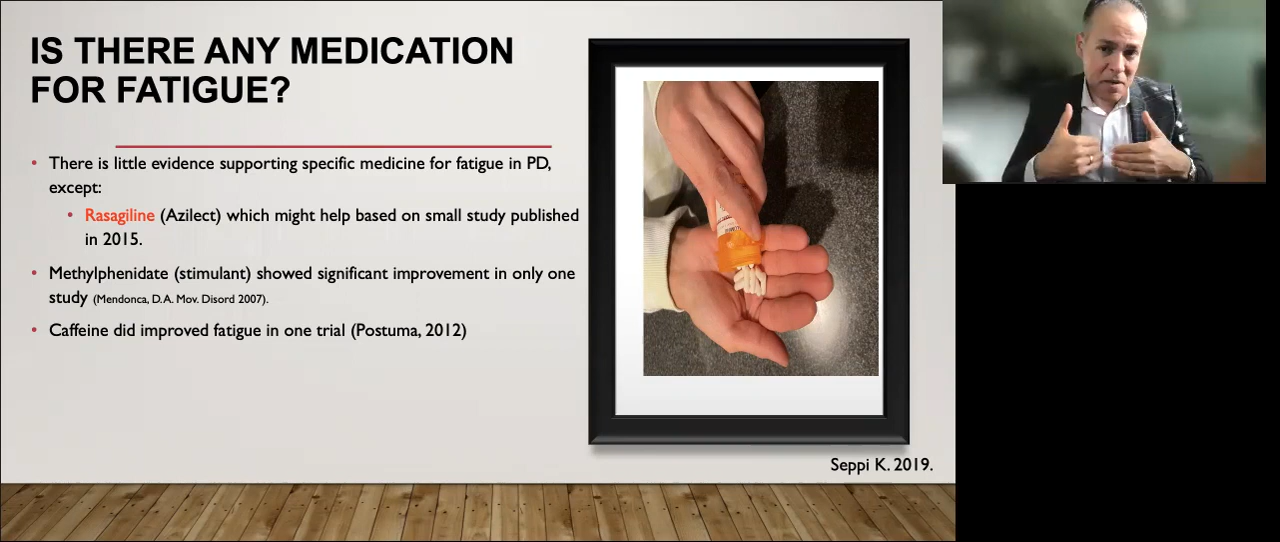 IS THERE ANY MEDICATION
FOR FATIGUE?
• There is little evidence supporting specific medicine for fatigue in PD,
except:
• Rasagiline (Azilect) which might help based on small study published
in 2015.
• Methylphenidate (stimulant) showed significant improvement in only one
study (Mendonca, D.A. Mov. Disord 2007).
• Caffeine did improved fatigue in one trial (Postuma, 2012)
Seppi K. 2019.